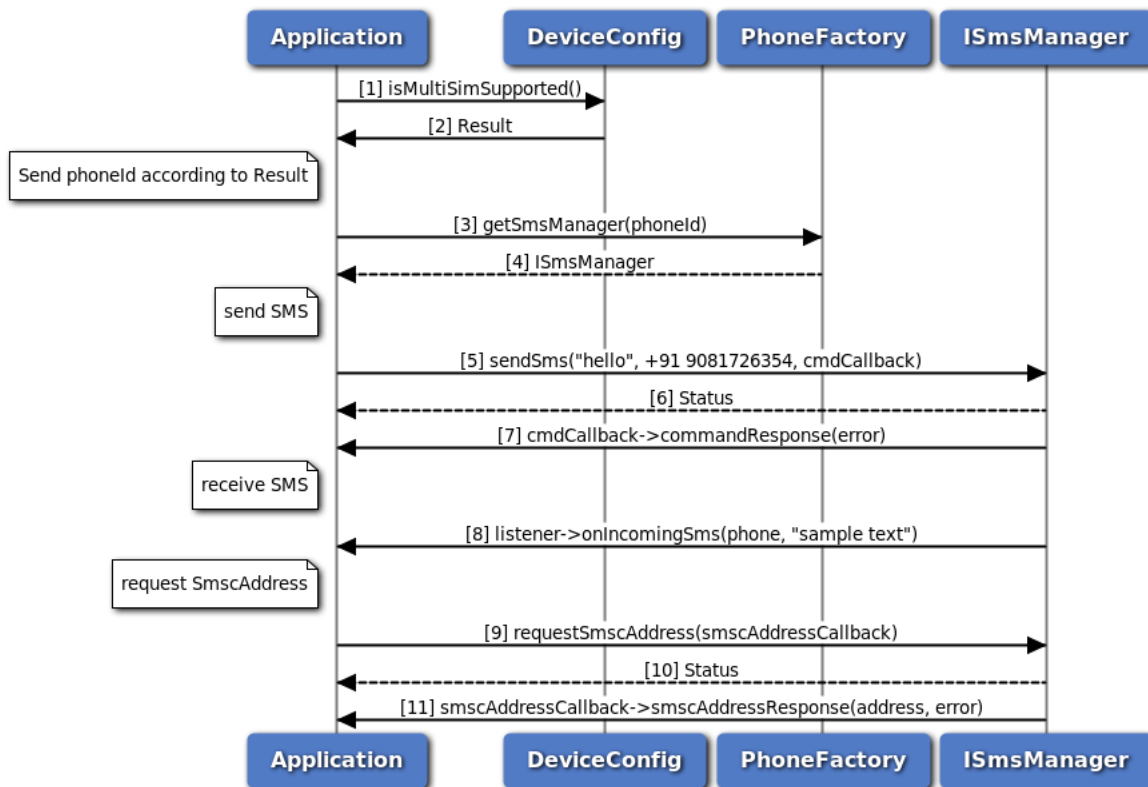 Application DeviceConfig PhoneFactory ISmsManager
[1] isMultiSimSupported()
[2] Result
Send phoneId according to Result
[3] getSmsManager(phoneId)
[4] ISmsManager
send SMS
[5] sendSms("hello", +91 9081726354, cmdCallback)
[6] Status
[7] cmdCallback->commandResponse(error)
receive SMS
[8] listener->onIncomingSms(phone, "sample text")
request SmscAddress
[9] requestSmscAddress(smscAddressCallback)
[10] Status
[11] smscAddressCallback->smscAddressResponse(address, error)
Application DeviceConfig PhoneFactory ISmsManager